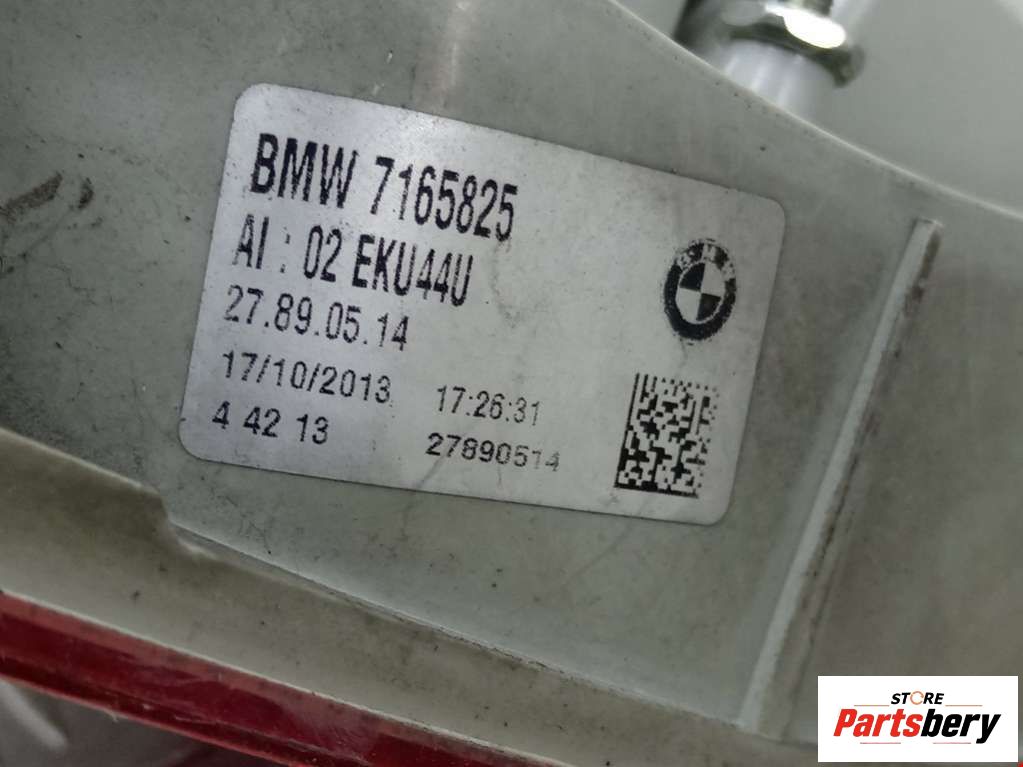 BMW 7165825
AI : 02 EKU44U
27.89.05.14
17/10/2013 17:26:31
4 42 13 27890514
BMW
STORE
Partsbery